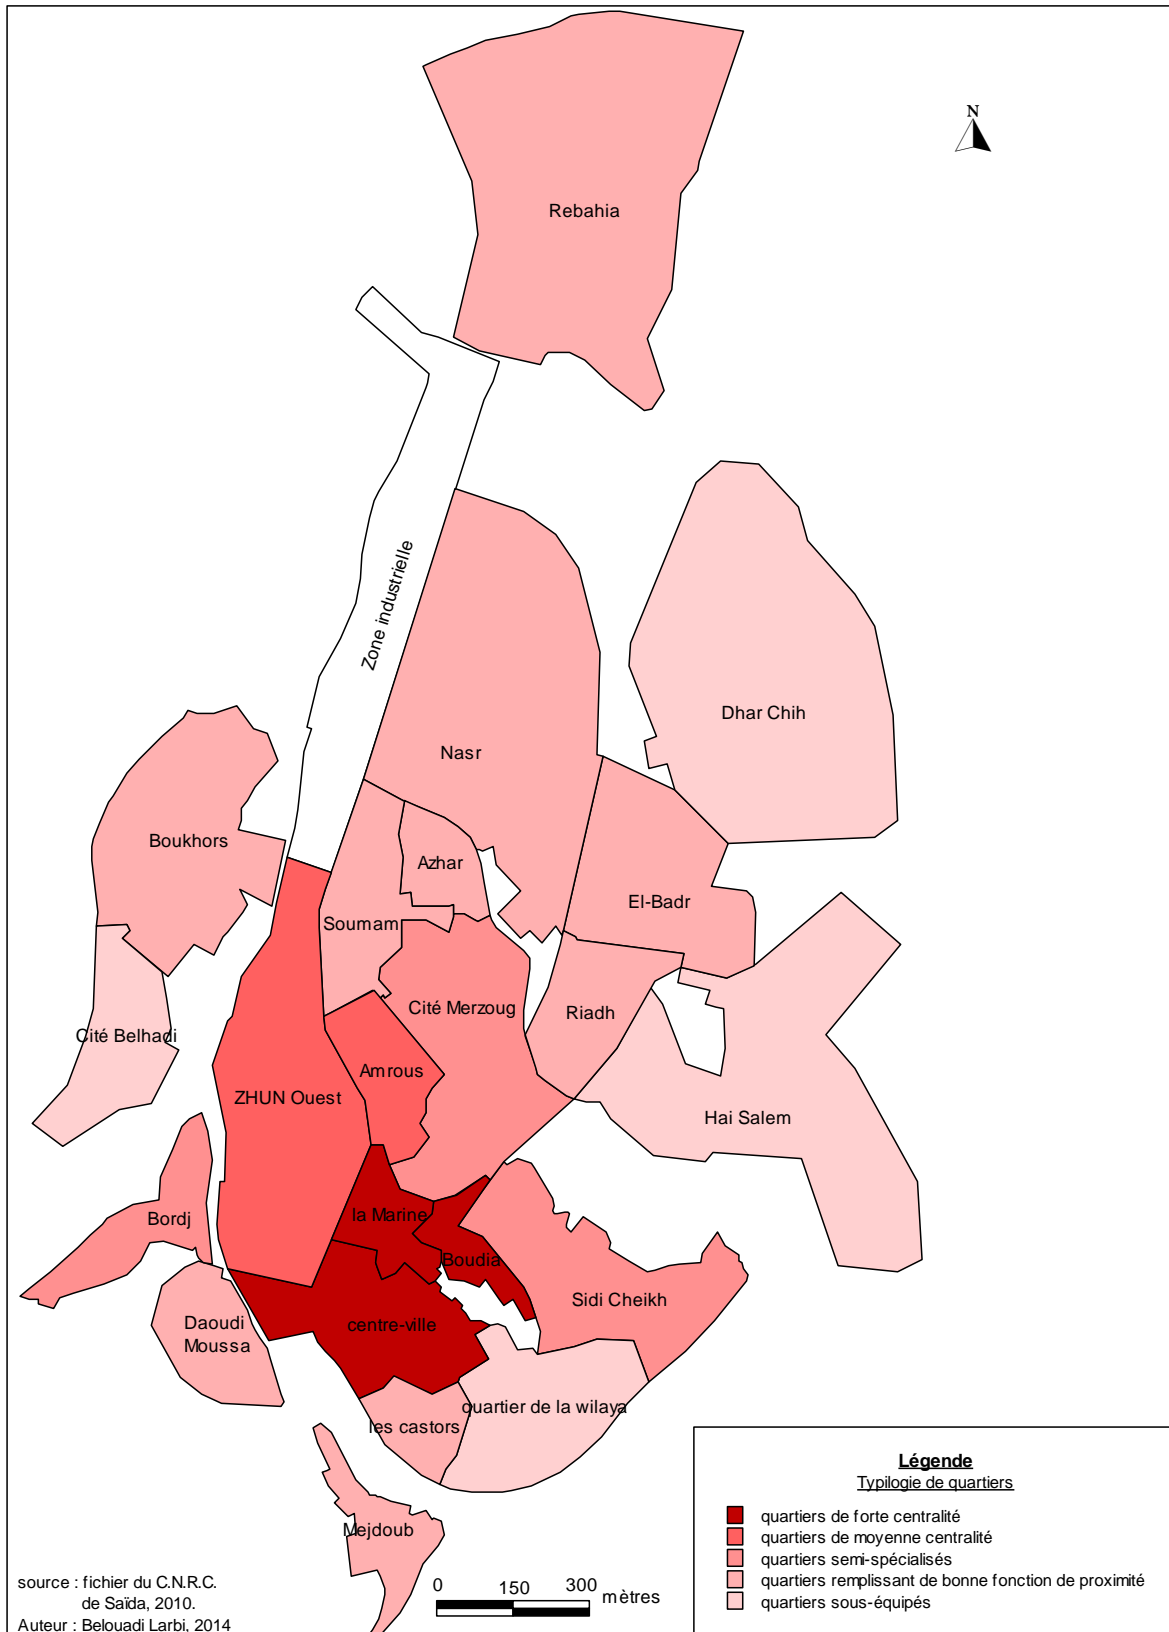 N
Rebahia
Zone industrielle
Dhar Chih
Nasr
Boukhors
Azhar
El-Badr
Soumam
Cité Merzoug
Riadh
Cité Belhadi
Amrous
ZHUN Ouest
Hai Salem
Bordj
la Marine
Boudia
Sidi Cheikh
Daoudi
Moussa
centre-ville
quartier de la wilaya
les castors
Mejdoub
Légende
Typilogie de quartiers
quartiers de forte centralité
quartiers de moyenne centralité
quartiers semi-spécialisés
quartiers remplissant de bonne fonction de proximité
quartiers sous-équipés
0 150 300 mètres
source : fichier du C.N.R.C.
de Saïda, 2010.
Auteur : Belouadi Larbi, 2014